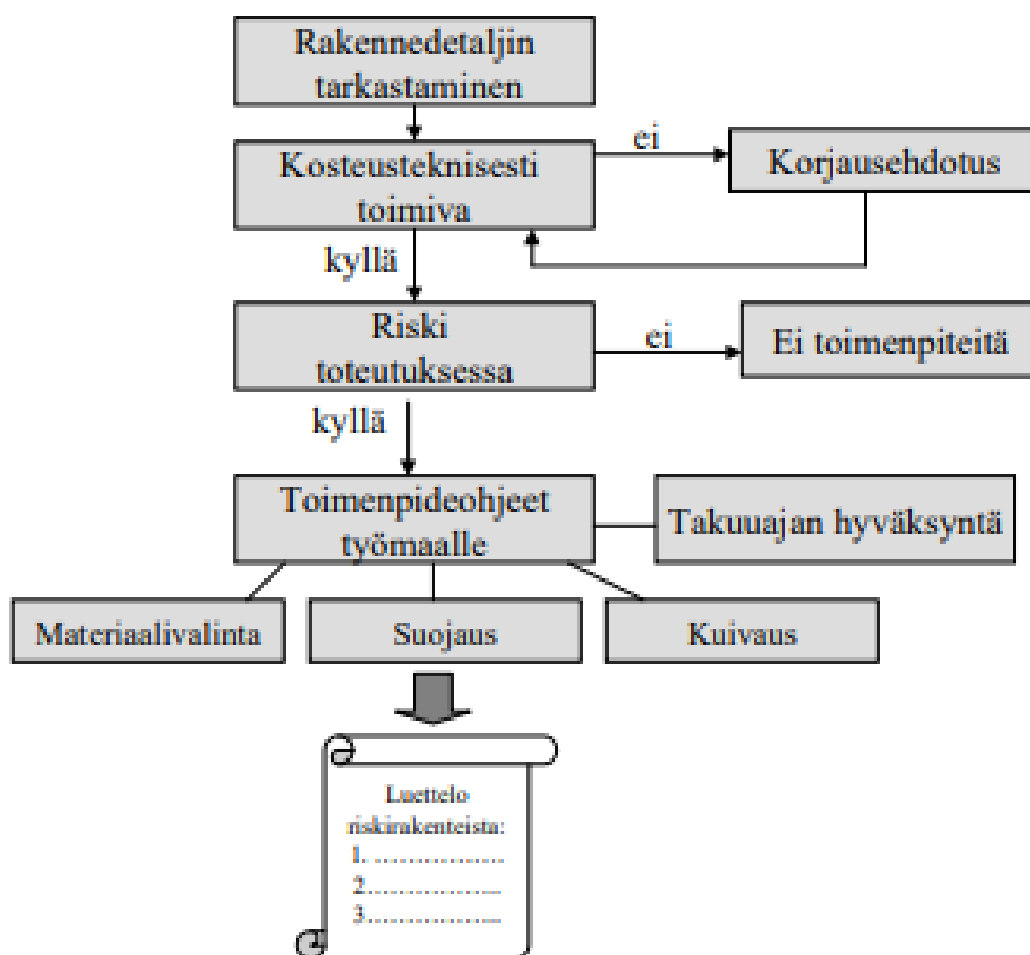 Rakennedetaljin
tarkastaminen
Kosteusteknisesti
toimiva
ei
Korjausehdotus
kyllä
Riski
toteutuksessa
ei
Ei toimenpiteitä
kyllä
Toimenpideohjeet
työmaalle
Takuuajan hyväksyntä
Materiaalivalinta
Suojaus
Kuivaus
Luettelo
riskirakenteista:
1. ........................
2........................
3........................